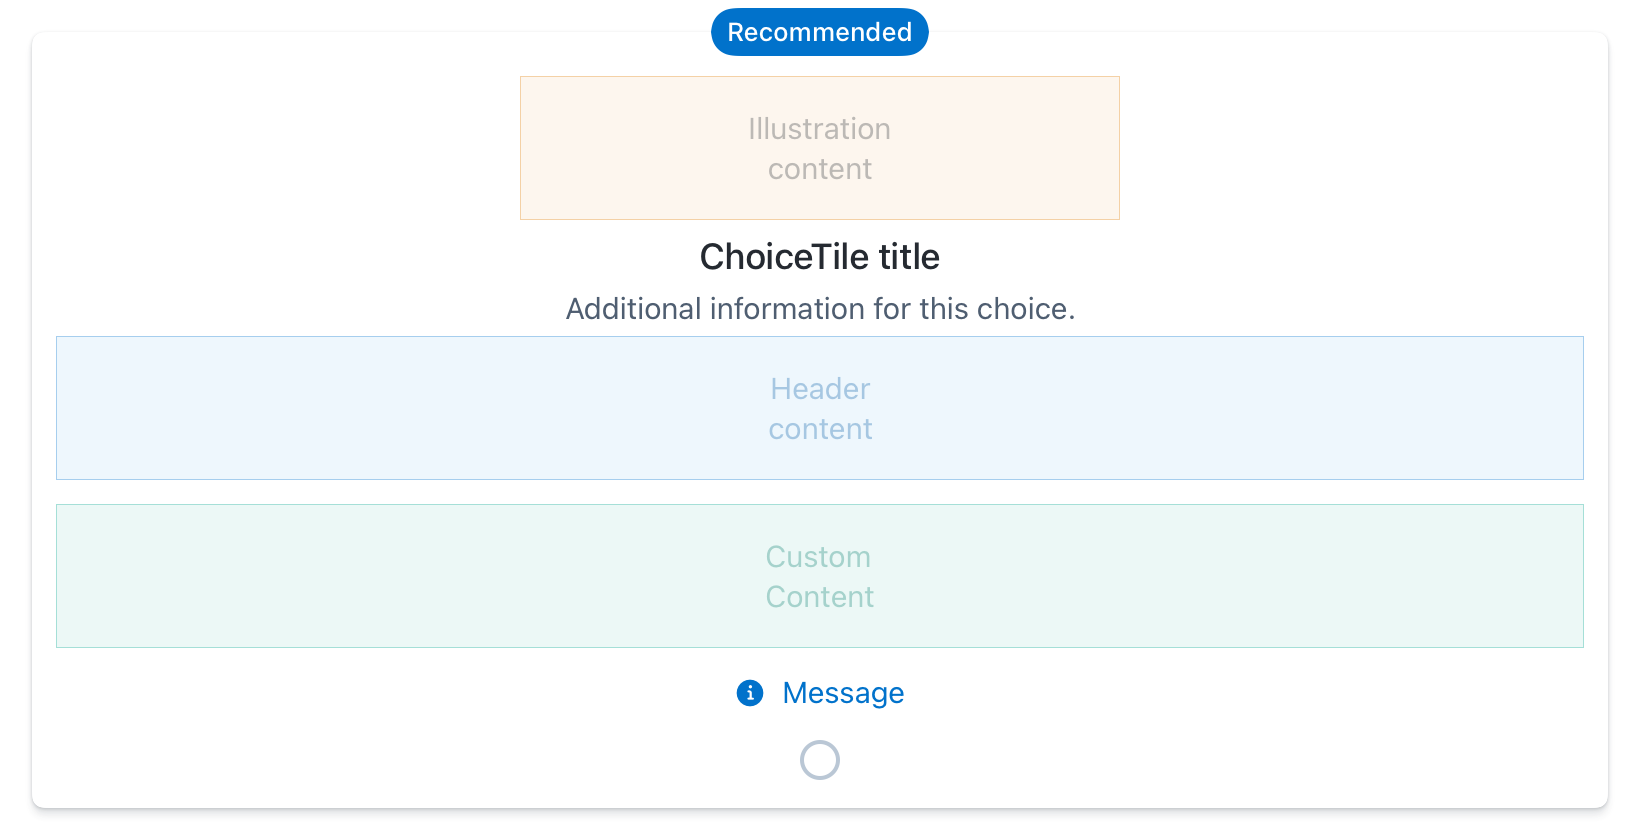 Recommended
Illustration
content
ChoiceTile title
Additional information for this choice.
Header
content
Custom
Content
Message